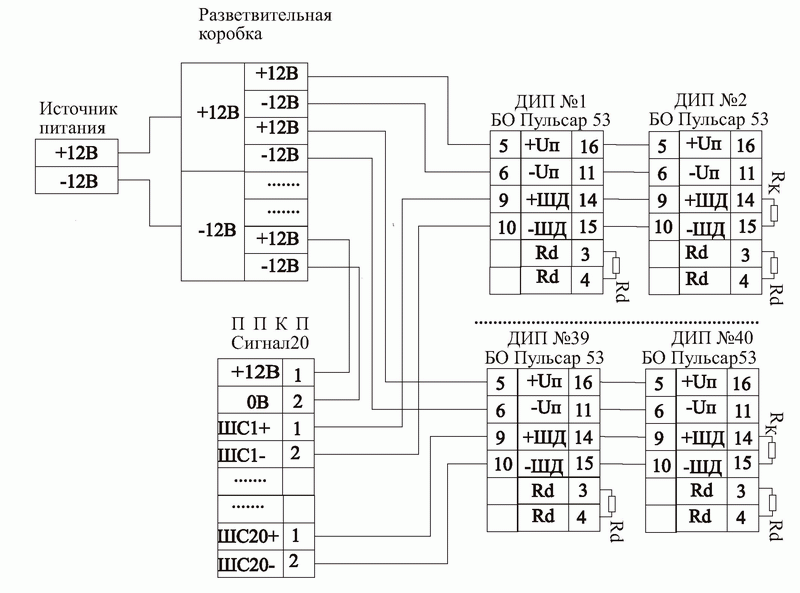 Разветвительная
коробка
Источник
питания
+12В
-12В
+12В
-12В
+12В
-12В
+12В
-12В
.......
.......
+12В
-12В
ДИП №1
БО Пульсар 53
5 +Uп 16
6 -Uп 11
9 +ШД 14
10 -ШД 15
Rd 3
Rd 4
Rd
ДИП №2
БО Пульсар 53
5 +Uп 16
6 -Uп 11
9 +ШД 14
10 -ШД 15
Rd 3
Rd 4
Rк
Rd
П П К П
Сигнал20
+12В 1
0В 2
ШС1+ 1
ШС1- 2
.......
.......
ШС20+ 1
ШС20- 2
ДИП №39
БО Пульсар 53
5 +Uп 16
6 -Uп 11
9 +ШД 14
10 -ШД 15
Rd 3
Rd 4
Rd
ДИП №40
БО Пульсар53
5 +Uп 16
6 -Uп 11
9 +ШД 14
10 -ШД 15
Rd 3
Rd 4
Rк
Rd